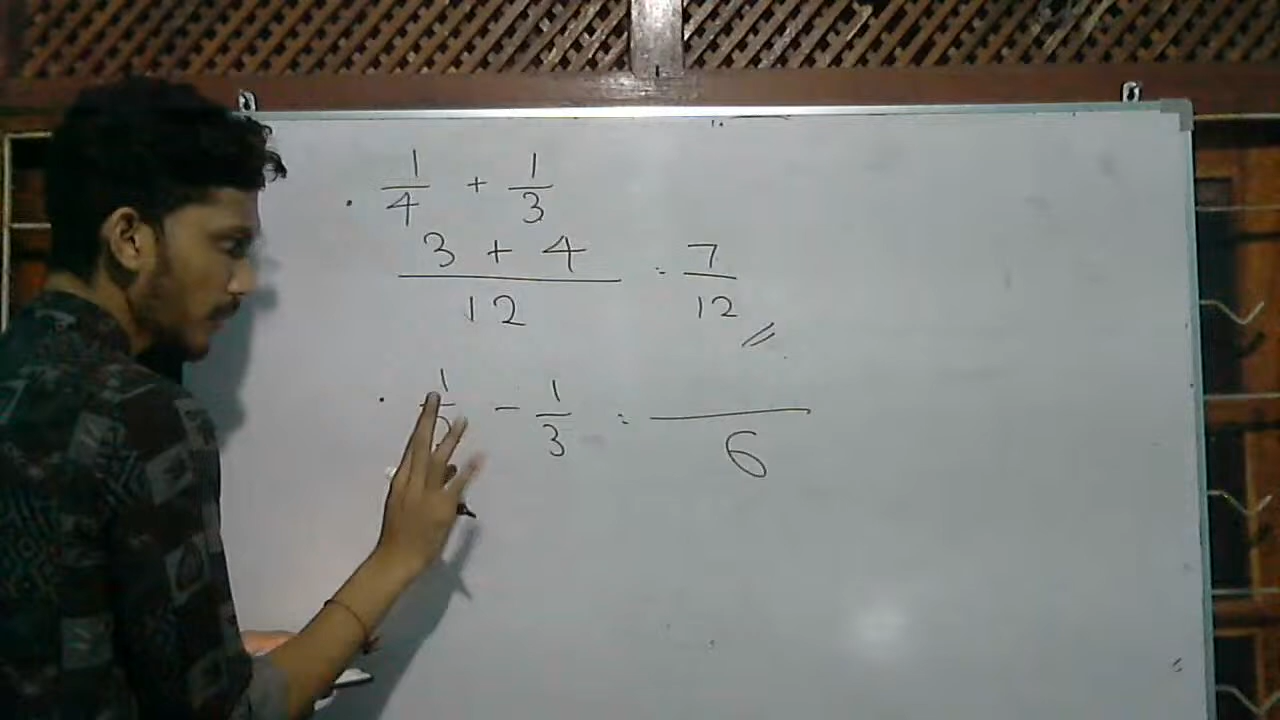 . 1/4 + 1/3
3 + 4 / 12 = 7/12 //
. 1/ - 1/3 = /6